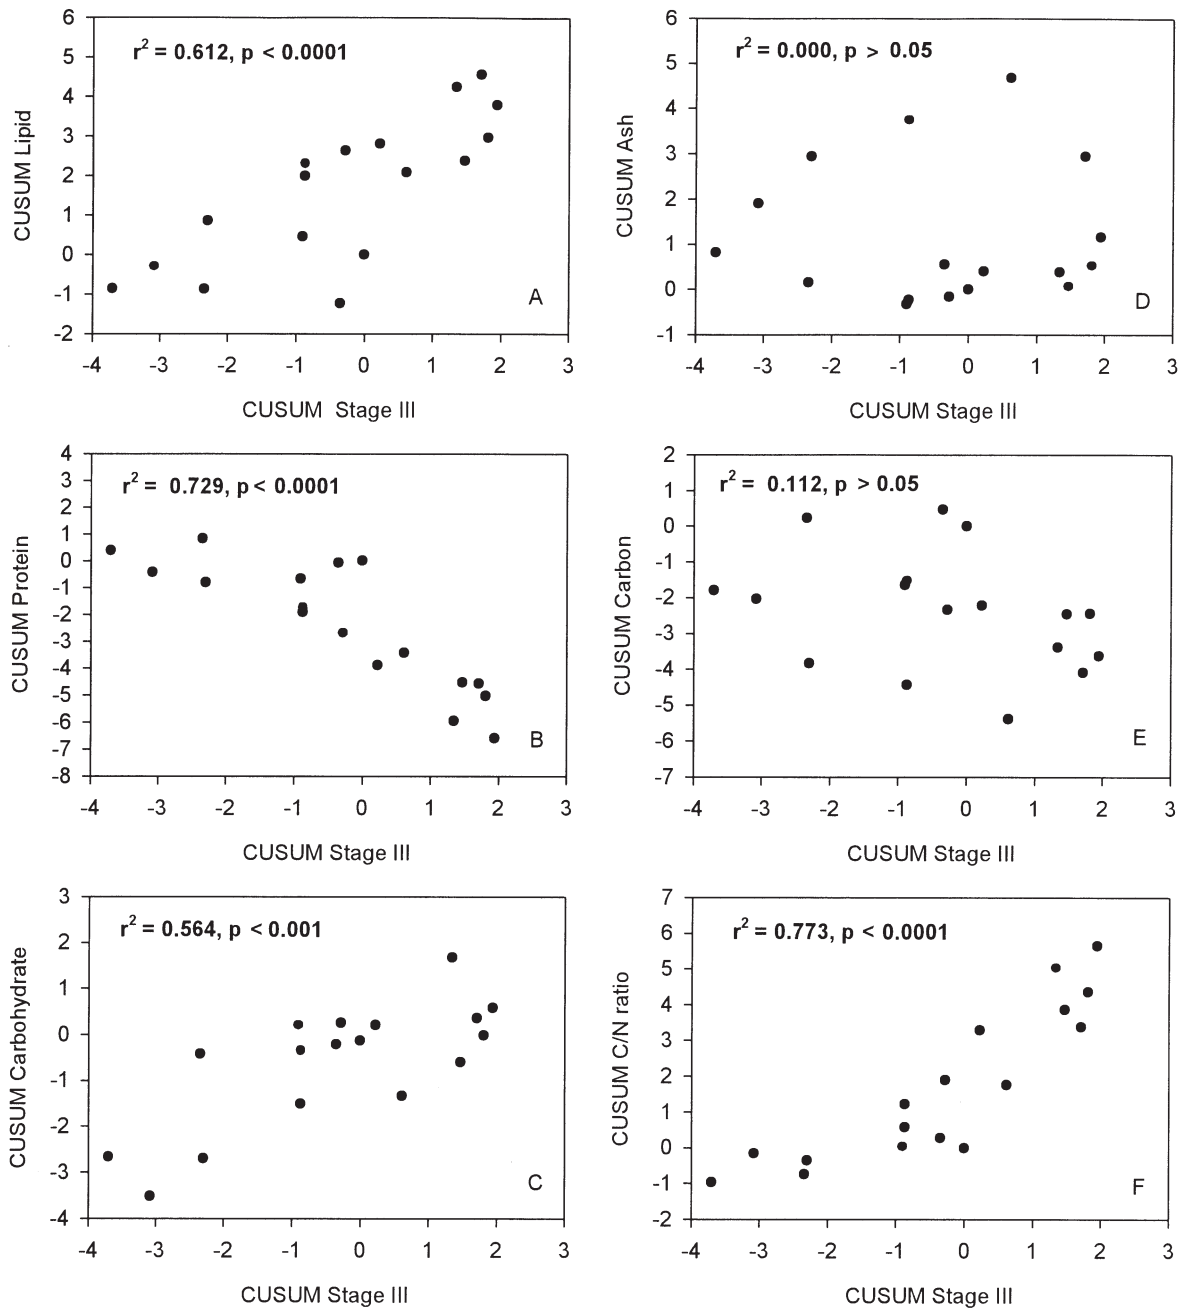 r² = 0.612, p < 0.0001
6
5
4
3
2
1
0
-1
-2
CUSUM Lipid
A
-4 -3 -2 -1 0 1 2 3
CUSUM Stage III
r² = 0.000, p > 0.05
6
5
4
3
2
1
0
-1
CUSUM Ash
D
-4 -3 -2 -1 0 1 2 3
CUSUM Stage III
r² = 0.729, p < 0.0001
4
3
2
1
0
-1
-2
-3
-4
-5
-6
-7
-8
CUSUM Protein
B
-4 -3 -2 -1 0 1 2 3
CUSUM Stage III
r² = 0.112, p > 0.05
2
1
0
-1
-2
-3
-4
-5
-6
-7
CUSUM Carbon
E
-4 -3 -2 -1 0 1 2 3
CUSUM Stage III
r² = 0.564, p < 0.001
3
2
1
0
-1
-2
-3
-4
CUSUM Carbohydrate
C
-4 -3 -2 -1 0 1 2 3
CUSUM Stage III
r² = 0.773, p < 0.0001
7
6
5
4
3
2
1
0
-1
-2
CUSUM C/N ratio
F
-4 -3 -2 -1 0 1 2 3
CUSUM Stage III